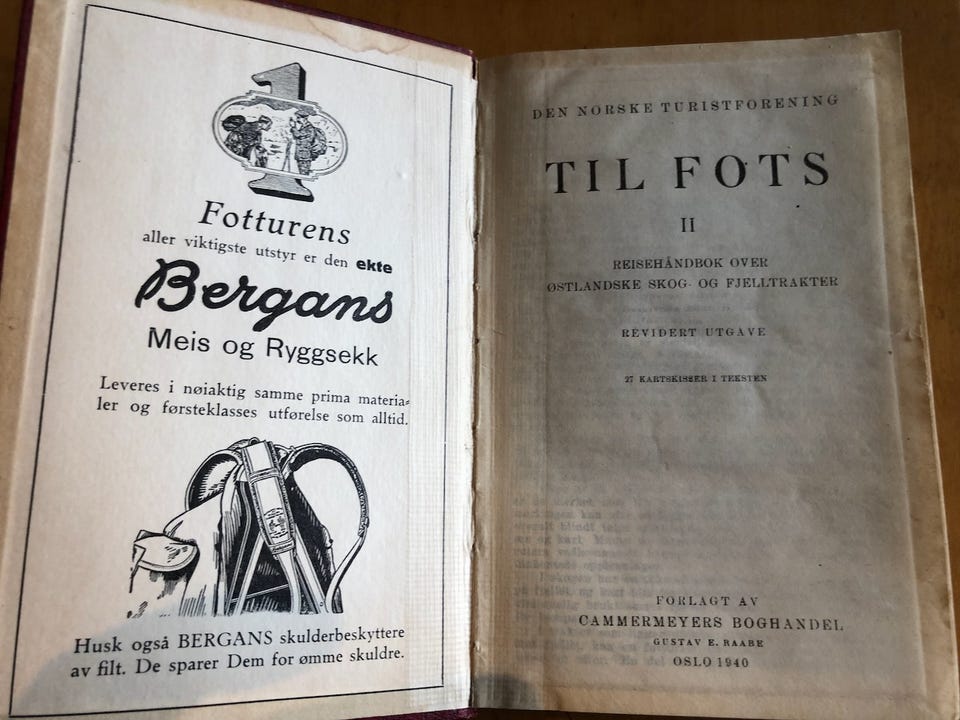 1
Fotturens
aller viktigste utstyr er den ekte
Bergans
Meis og Ryggsekk
Leveres i nøiaktig samme prima materia-
ler og førsteklasses utførelse som alltid.
Husk også BERGANS skulderbeskyttere
av filt. De sparer Dem for ømme skuldre.
DEN NORSKE TURISTFORENING
TIL FOTS
II
REISEHÅNDBOK OVER
ØSTLANDSKE SKOG- OG FJELLTRAKTER
REVIDERT UTGAVE
27 KARTSKISSER I TEKSTEN
FORLAGT AV
CAMMERMEYERS BOGHANDEL
GUSTAV E. RAABE
OSLO 1940